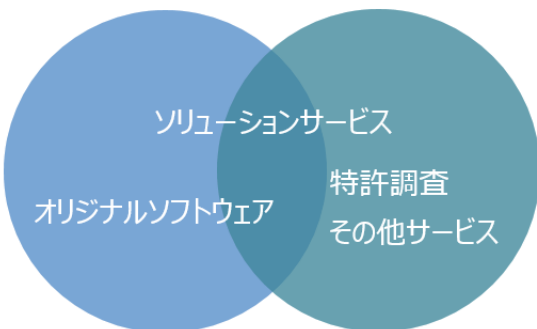 ソリューションサービス
特許調査
オリジナルソフトウェア
その他サービス